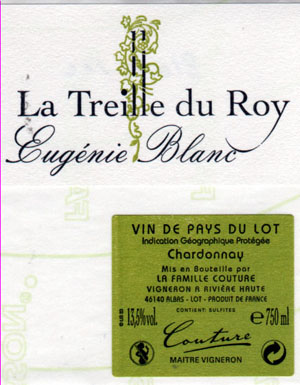 La Treille du Roy
Eugénie Blanc
VIN DE PAYS DU LOT
Indication Géographique Protégée
Chardonnay
Mis en Bouteille par
LA FAMILLE COUTURE
VIGNERON A RIVIÈRE HAUTE
46140 ALBAS - LOT - PRODUIT DE FRANCE
CONTIENT: SULFITES
13,5%vol.
Couture
e 750 ml
MAITRE VIGNERON